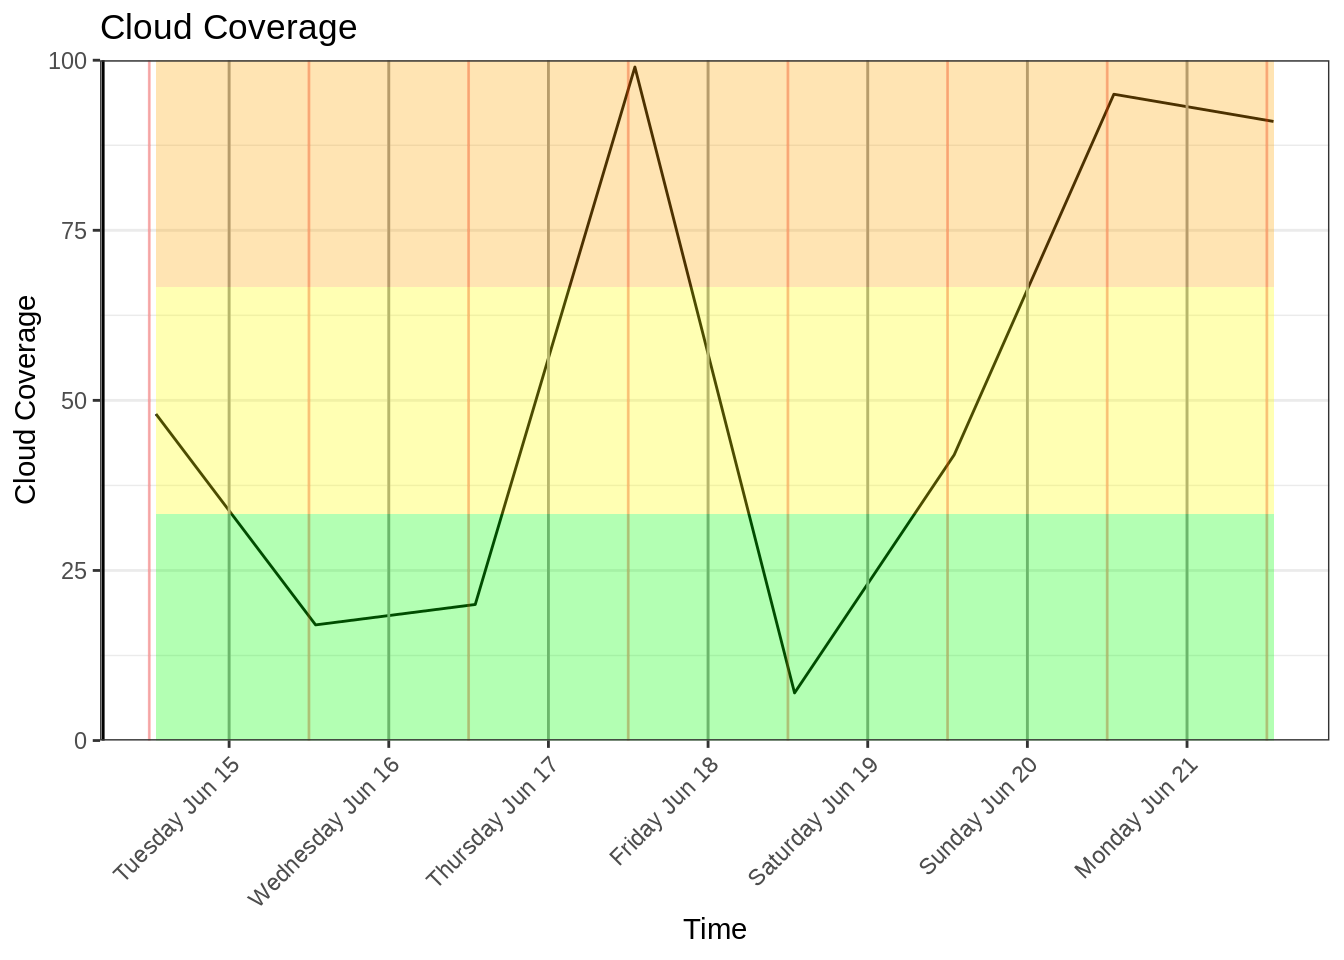 Cloud Coverage
Cloud Coverage
100
75
50
25
0
Tuesday Jun 15
Wednesday Jun 16
Thursday Jun 17
Friday Jun 18
Saturday Jun 19
Sunday Jun 20
Monday Jun 21
Time